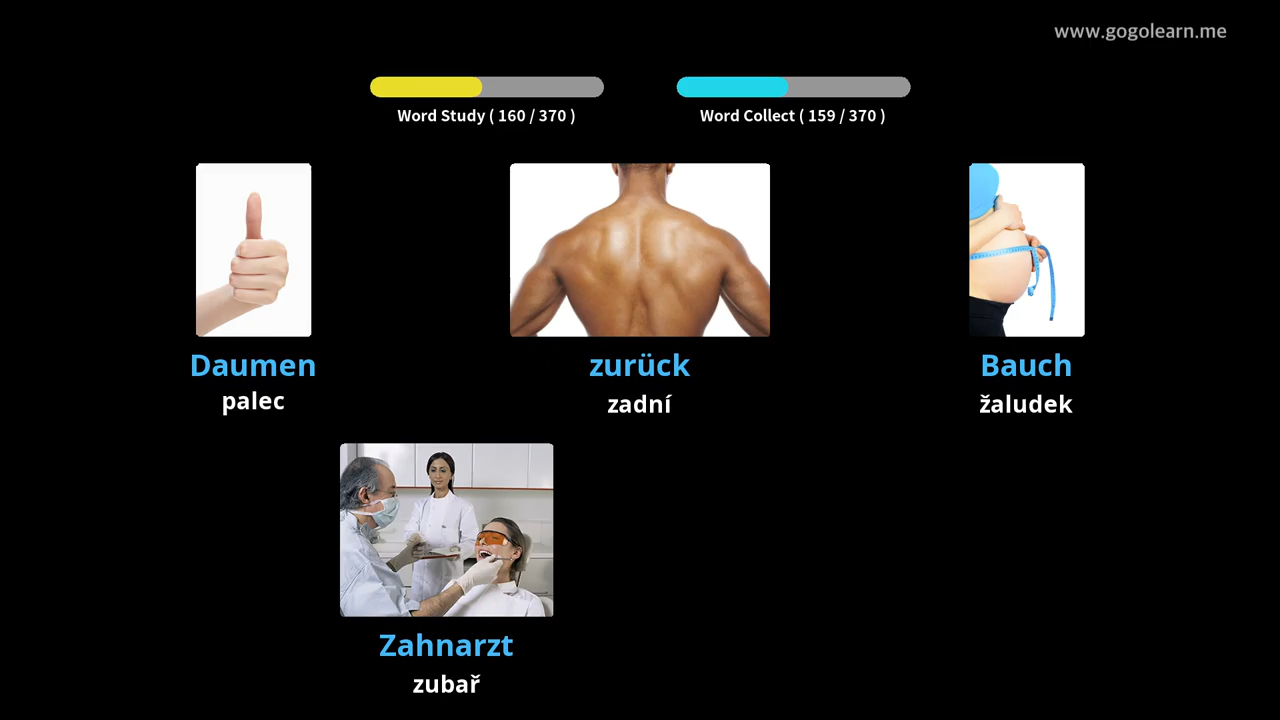 www.gogolearn.me
Word Study ( 160 / 370 )
Word Collect ( 159 / 370 )
Daumen
palec
zurück
zadní
Bauch
žaludek
Zahnarzt
zubař